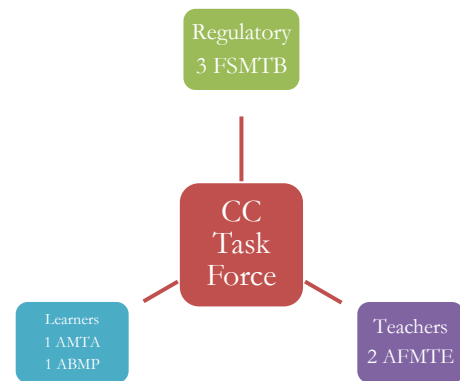 Regulatory
3 FSMTB
CC
Task
Force
Learners
1 AMTA
1 ABMP
Teachers
2 AFMTE